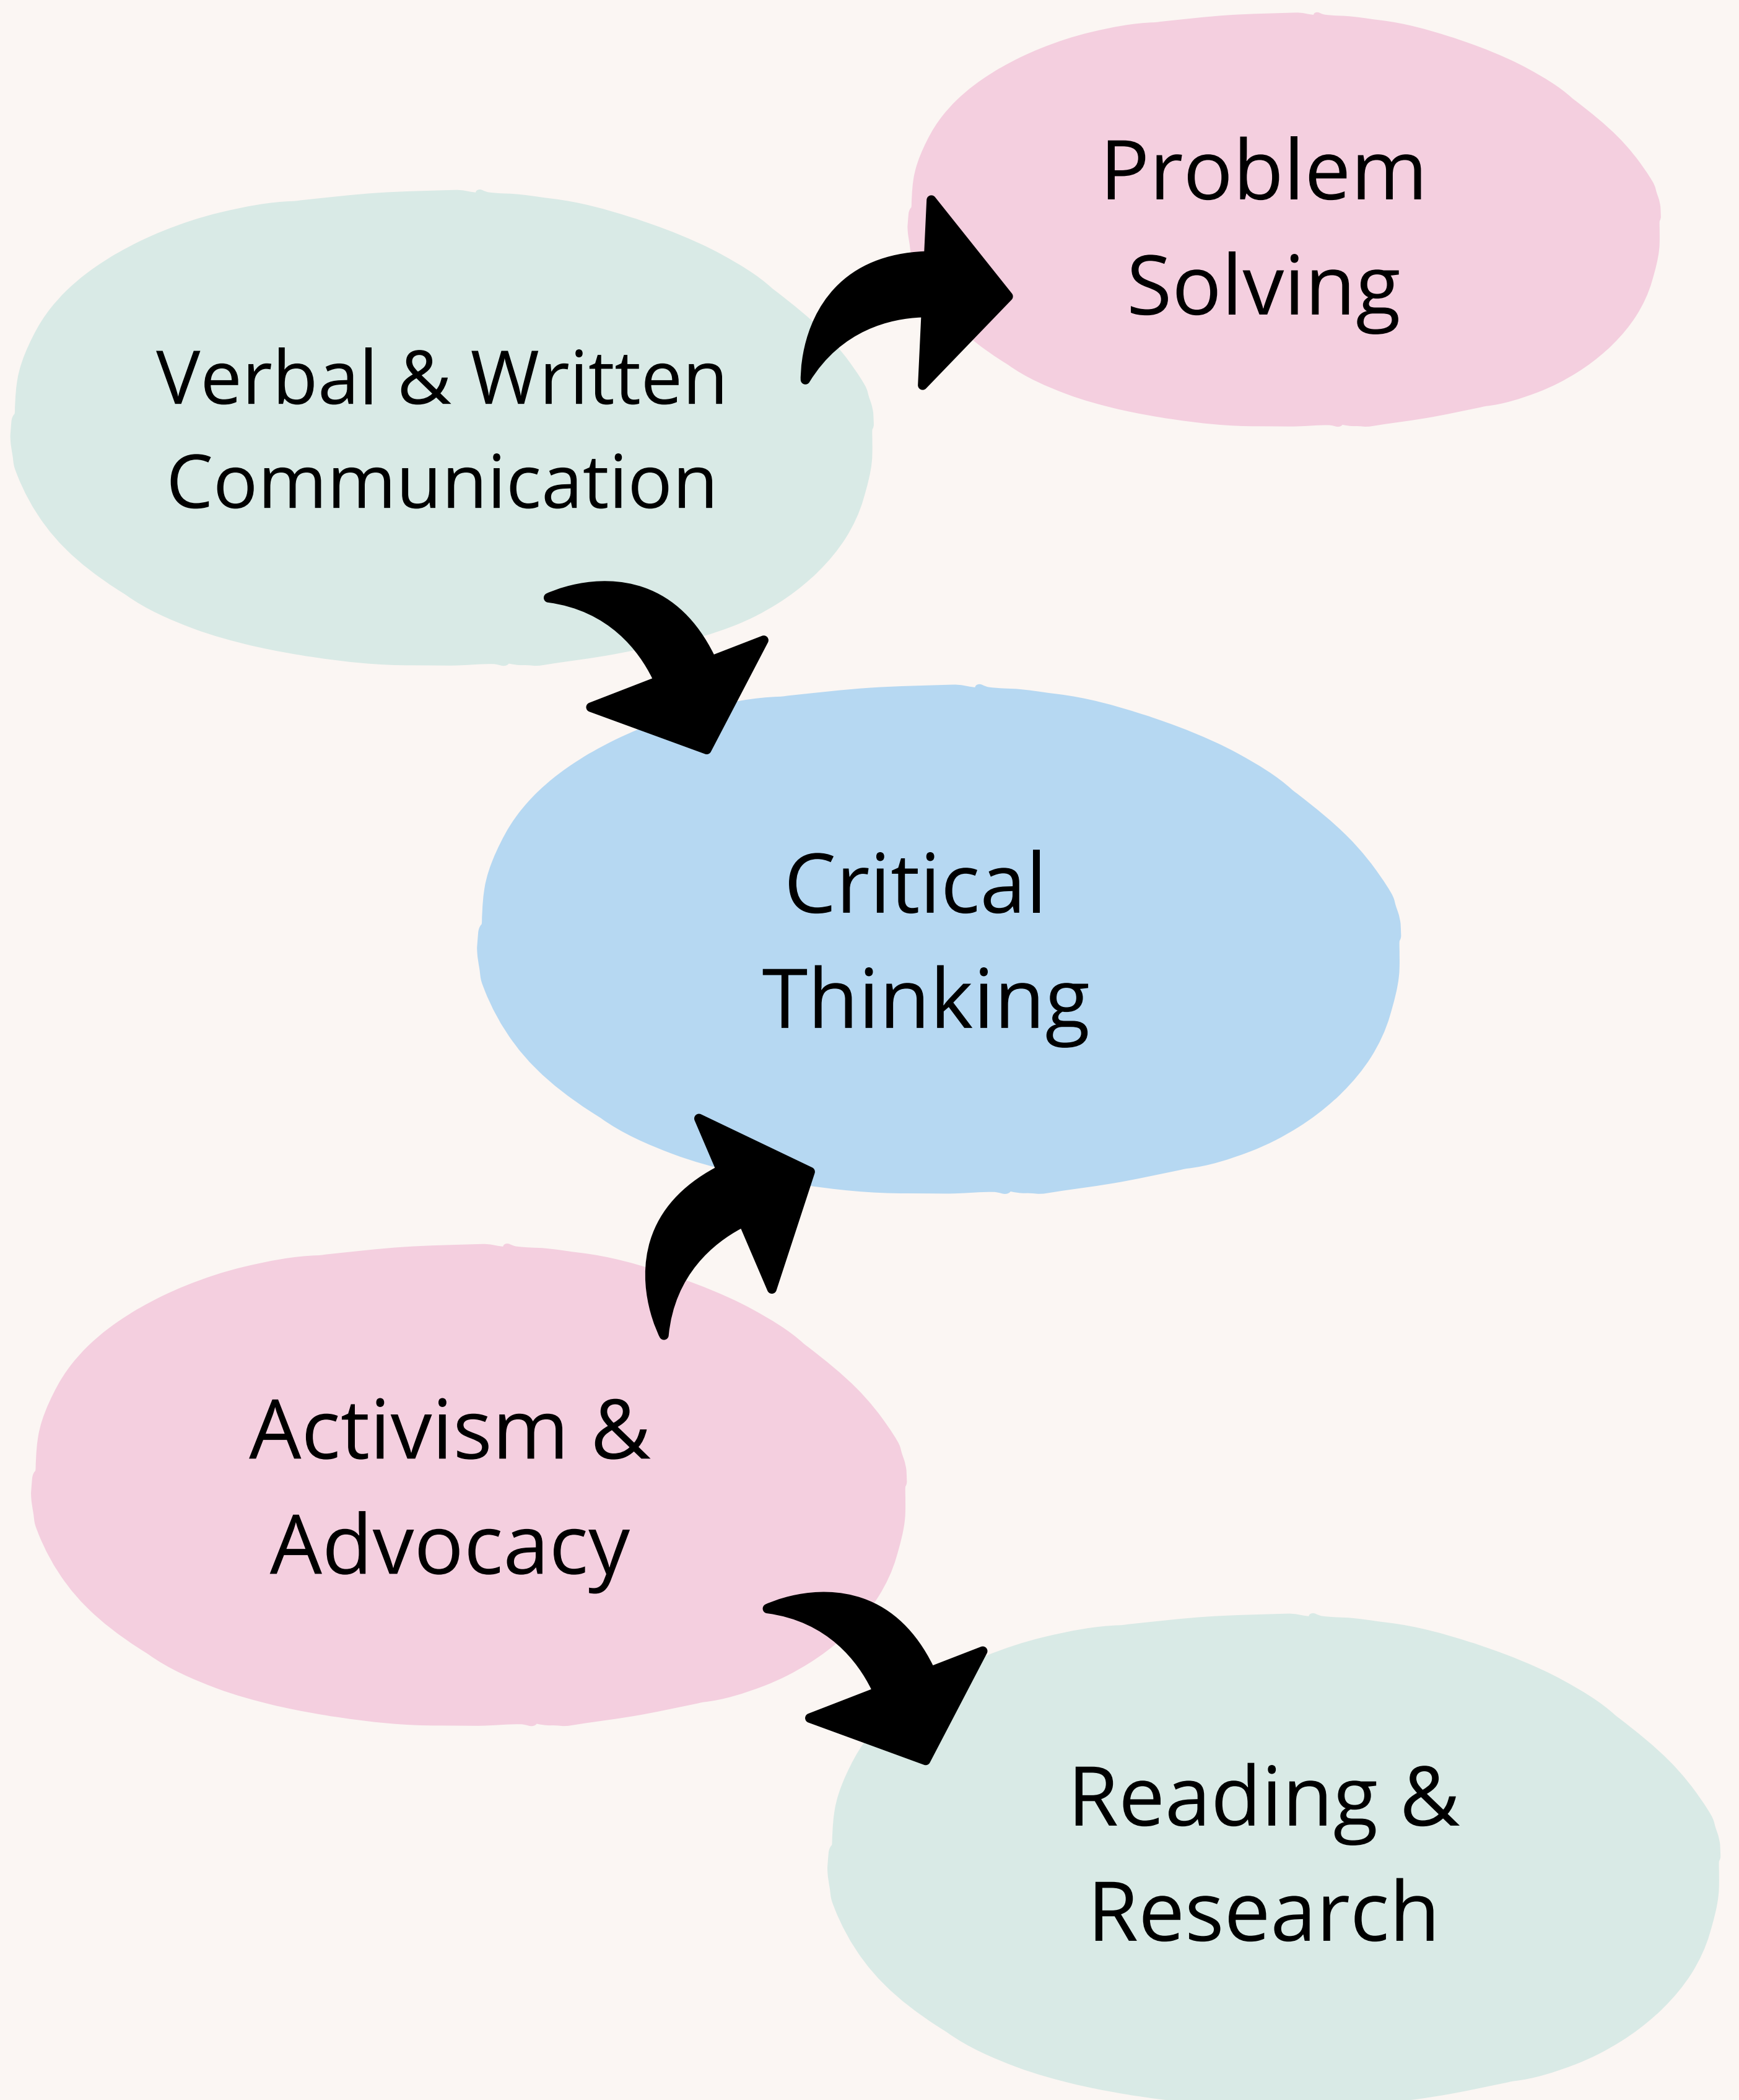 Problem
Solving
Verbal & Written
Communication
Critical
Thinking
Activism &
Advocacy
Reading &
Research